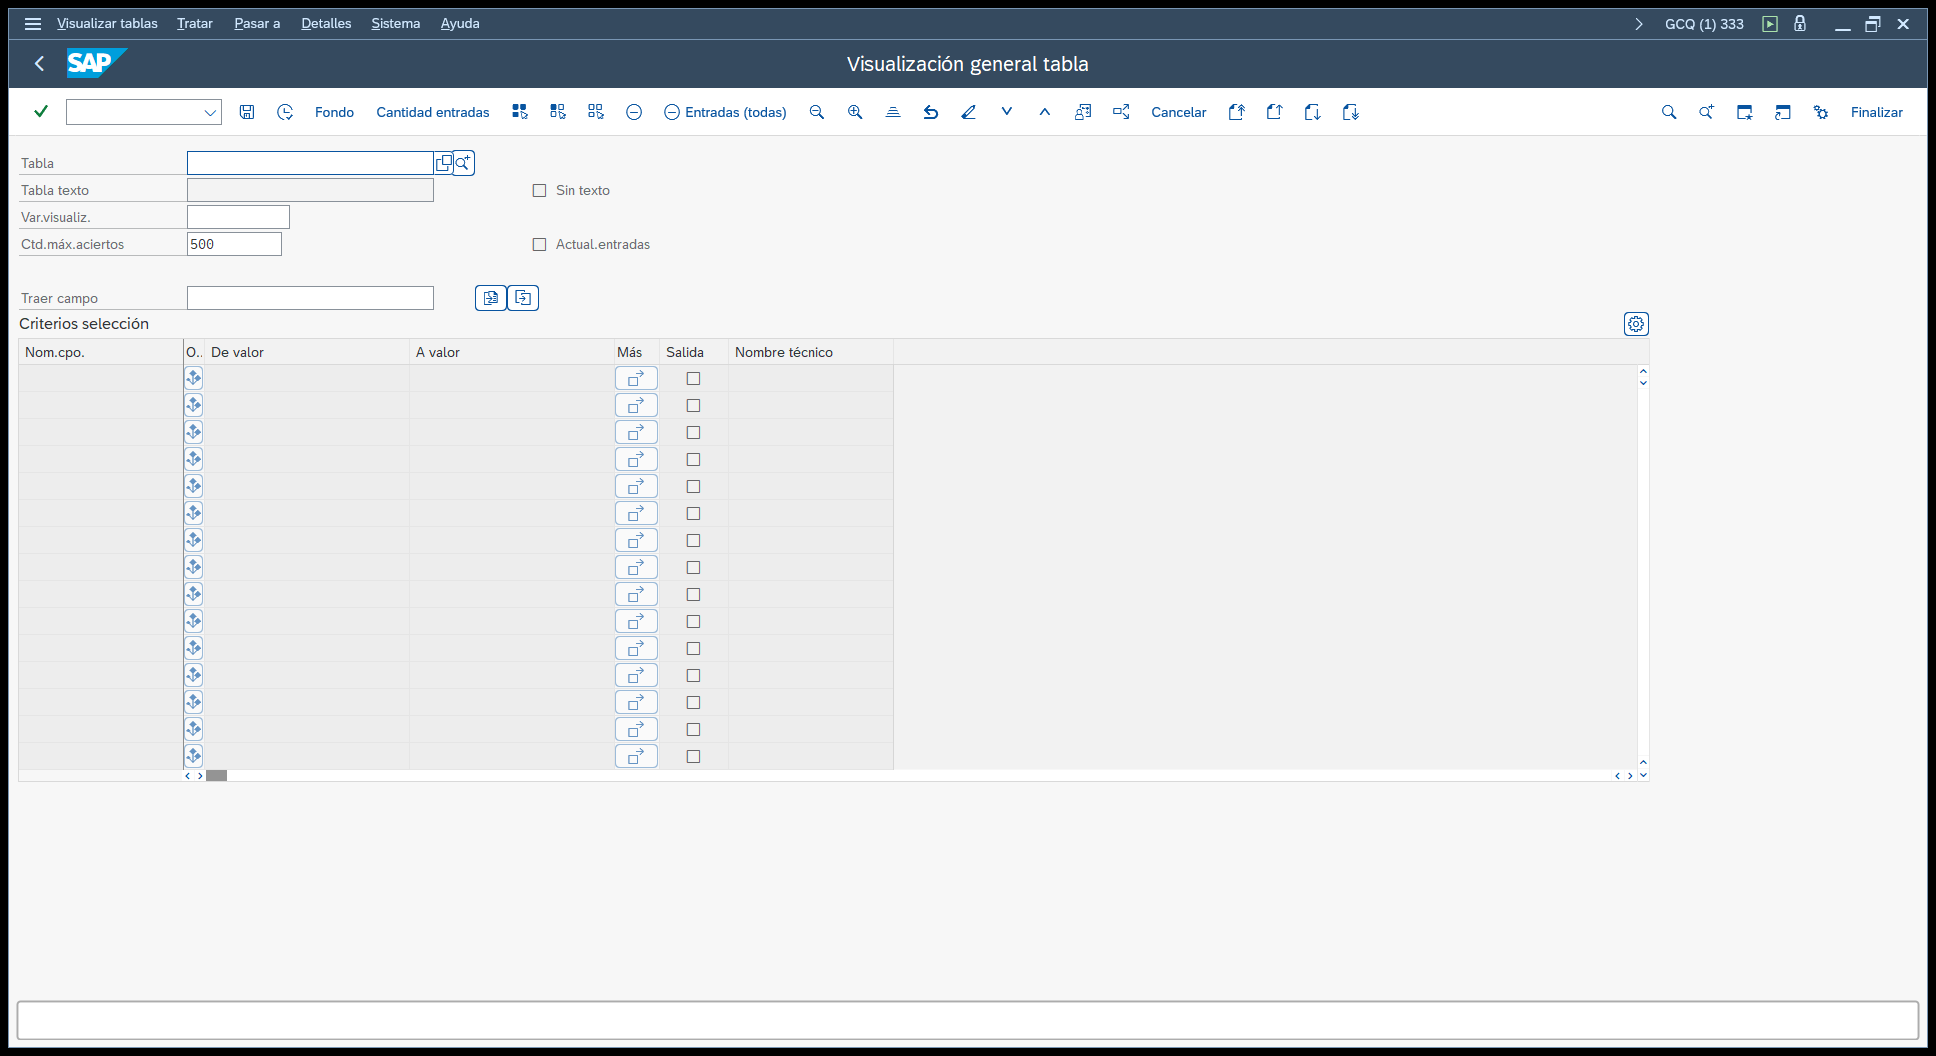 Visualizar tablas Tratar Pasar a Detalles Sistema Ayuda GCQ (1) 333
SAP Visualización general tabla
Fondo Cantidad entradas Entradas (todas) Cancelar Finalizar
Tabla
Tabla texto Sin texto
Var.visualiz.
Ctd.máx.aciertos 500 Actual.entradas
Traer campo
Criterios selección
Nom.cpo. O.. De valor A valor Más Salida Nombre técnico